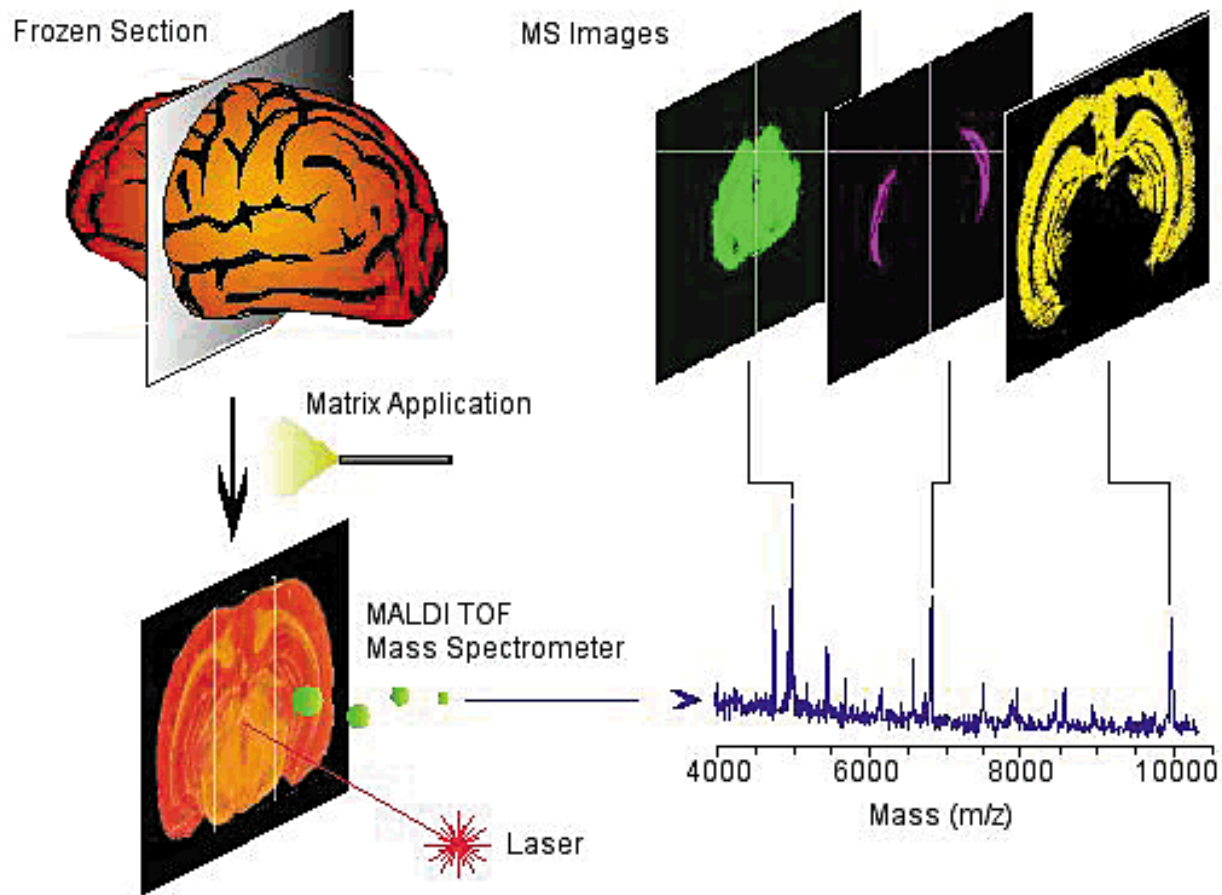 Frozen Section
MS Images
Matrix Application
MALDI TOF
Mass Spectrometer
Laser
4000 6000 8000 10000
Mass (m/z)